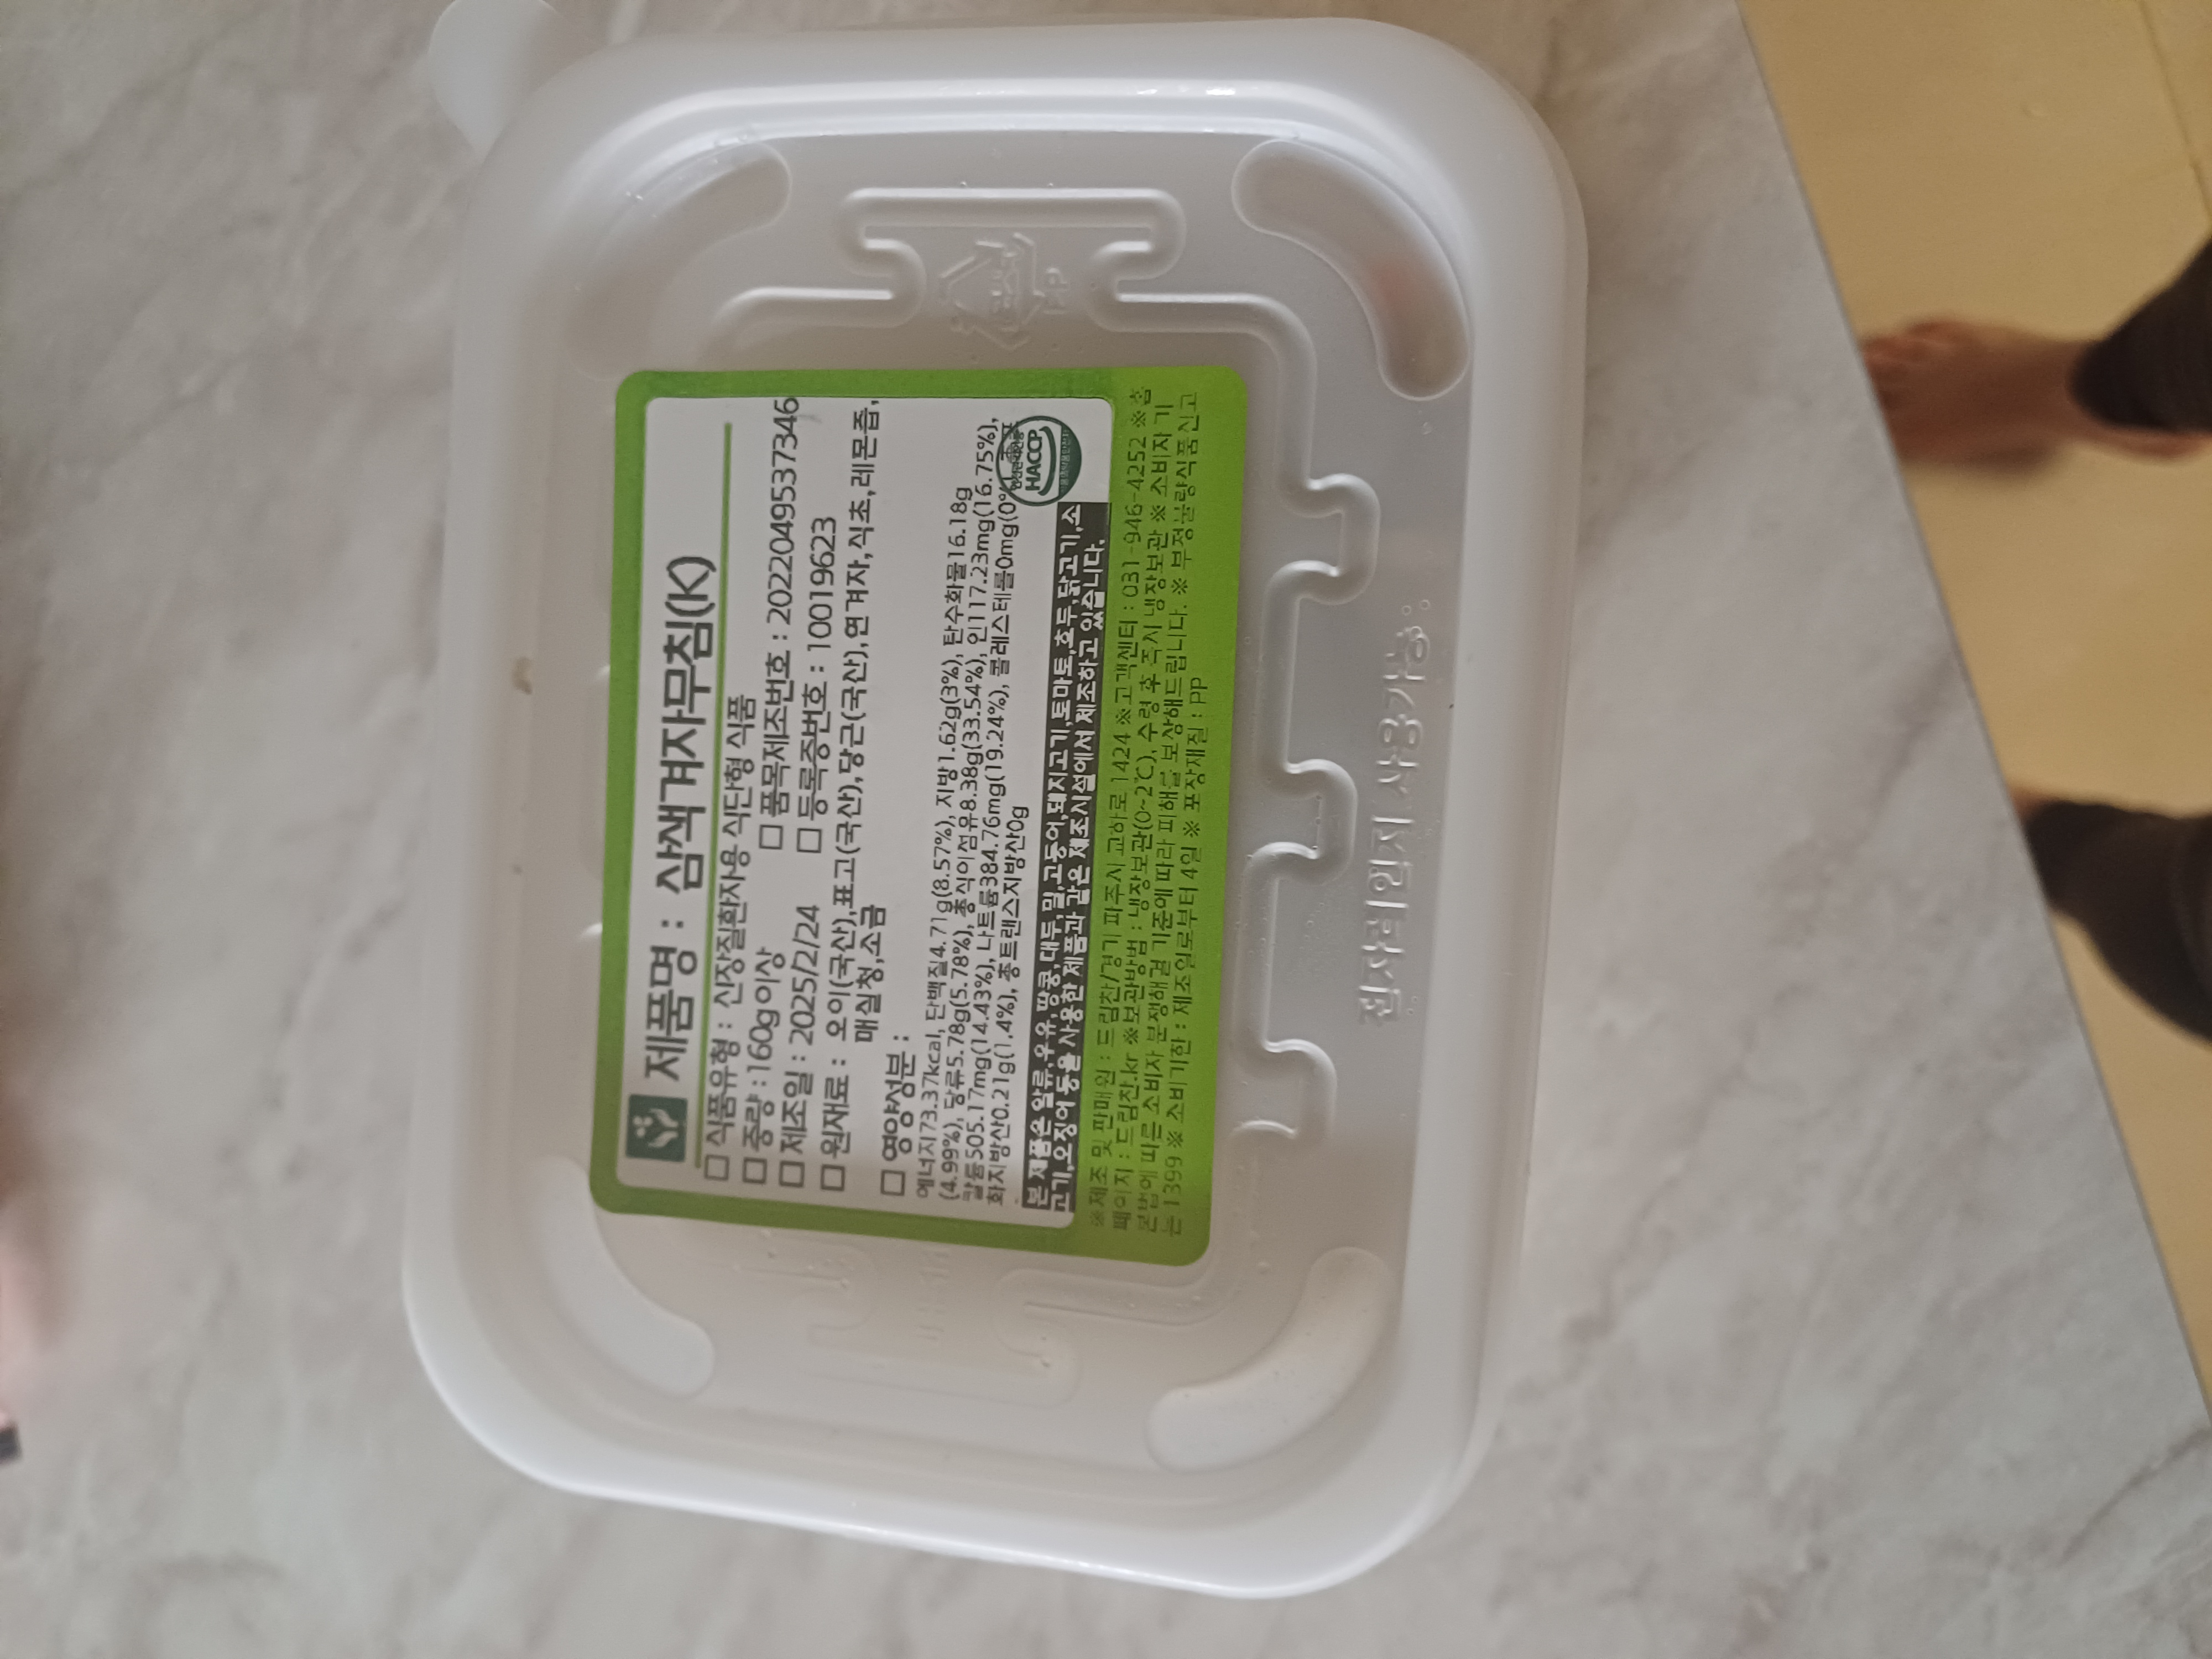 제품명 : 삼색겨자무침(K)
□ 식품유형 : 신장질환자용 식단형 식품
□ 중량 : 160g이상
□ 품목제조번호 : 20220495373​46
□ 제조일 : 2025/2/24
□ 등록증번호 : 10019623
□ 원재료 : 오이(국산),표고(국산),당근(국산),연겨자,식초,레몬즙,
매실청,소금
□ 영양성분 :
에너지73.37kcal, 단백질4.71g(8.57%), 지방1.62g(3%), 탄수화물16.18g
(4.99%), 당류5.78g(5.78%), 총식이섬유8.38g(33.54%), 인117.23mg(16.75%),
칼륨505.17mg(14.43%), 나트륨384.76mg(19.24%), 콜레스테롤0mg(0%
화지방산0.21g(1.4%), 총트랜스지방산0g
HACCP
본 제품은 알류,우유,땅콩,대두,밀,고등어,돼지고기,토마토,호두,닭고기,소
고기,오징어 등을 사용한 제품과 같은 제조시설에서 제조하고 있습니다.
※제조 및 판매원 : 드림찬/경기 파주시 교하로 1424 ※고객센터 : 031-946-4252 ※홈
페이지 : 드림찬.kr ※보관방법 : 냉장보관(0~2℃), 수령 후 즉시 냉장보관 ※ 소비자 기
본법에 따른 소비자 분쟁해결 기준에 따라 피해를 보상해드립니다. ※ 부정불량식품신고
는 1399 ※ 소비기한 : 제조일로부터 4일 ※ 포장재질 : PP
PP
전자레인지 사용가능